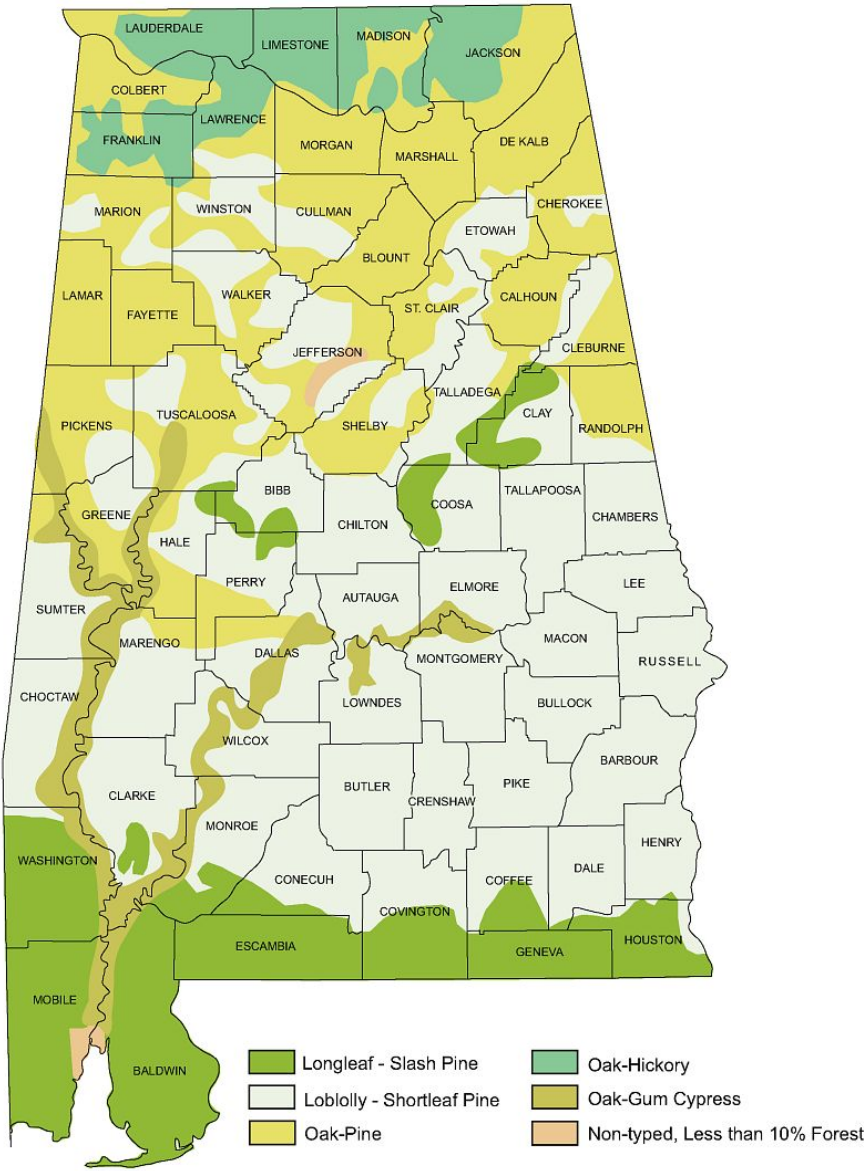 LAUDERDALE
LIMESTONE
MADISON
JACKSON
COLBERT
LAWRENCE
FRANKLIN
MORGAN
MARSHALL
DE KALB
MARION
WINSTON
CULLMAN
CHEROKEE
ETOWAH
BLOUNT
LAMAR
FAYETTE
WALKER
ST. CLAIR
CALHOUN
JEFFERSON
CLEBURNE
PICKENS
TUSCALOOSA
SHELBY
TALLADEGA
CLAY
RANDOLPH
GREENE
BIBB
COOSA
TALLAPOOSA
CHAMBERS
HALE
CHILTON
PERRY
SUMTER
AUTAUGA
ELMORE
LEE
MARENGO
DALLAS
MACON
MONTGOMERY
RUSSELL
CHOCTAW
LOWNDES
BULLOCK
WILCOX
CLARKE
BUTLER
CRENSHAW
PIKE
BARBOUR
MONROE
WASHINGTON
CONECUH
COFFEE
DALE
HENRY
COVINGTON
ESCAMBIA
GENEVA
HOUSTON
MOBILE
BALDWIN
Longleaf - Slash Pine
Loblolly - Shortleaf Pine
Oak-Pine
Oak-Hickory
Oak-Gum Cypress
Non-typed, Less than 10% Forest